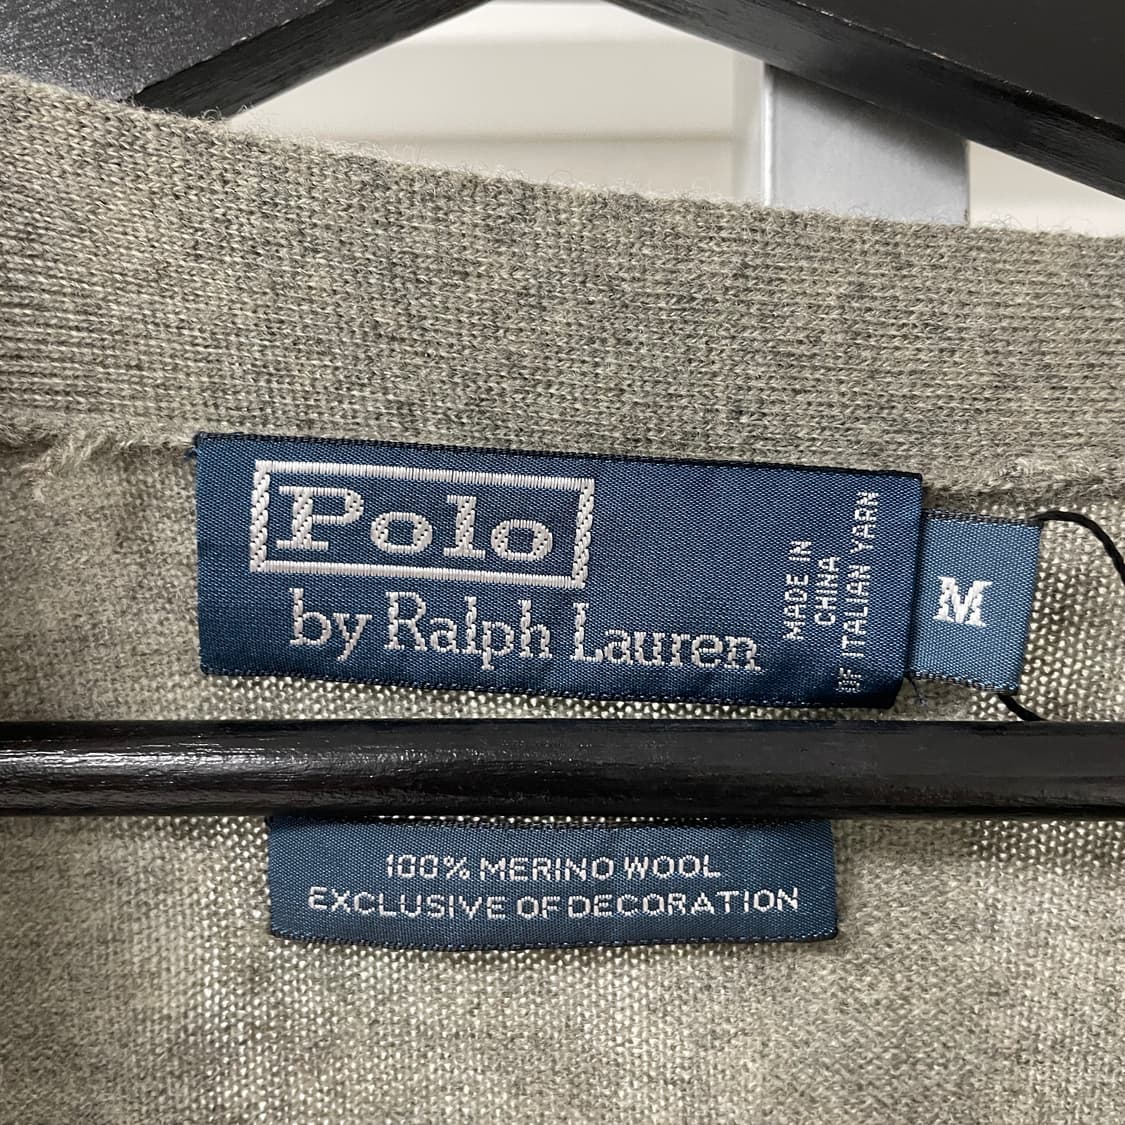 Polo
by Ralph Lauren
MADE IN
CHINA
OF ITALIAN YARN
M
100% MERINO WOOL
EXCLUSIVE OF DECORATION